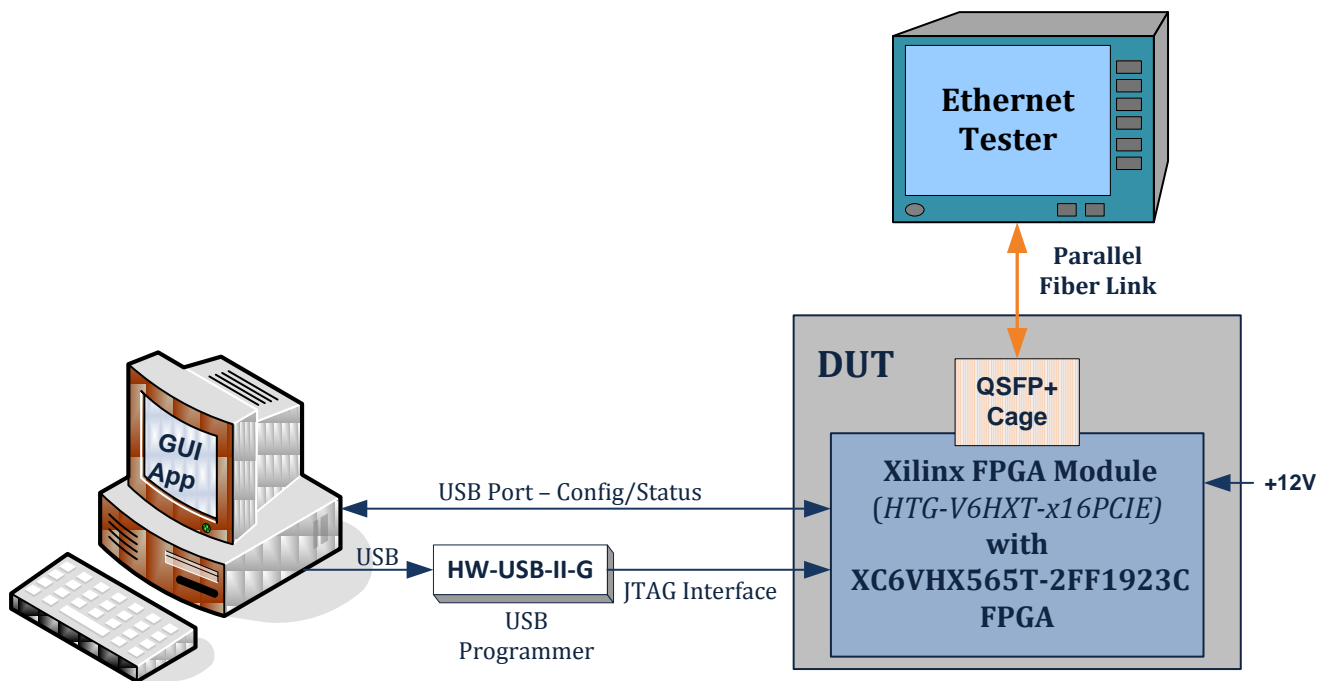 Ethernet
Tester
Parallel
Fiber Link
DUT
QSFP+
Cage
GUI
App
Xilinx FPGA Module
(HTG-V6HXT-x16PCIE)
with
XC6VHX565T-2FF1923C
FPGA
+12V
USB Port – Config/Status
USB
HW-USB-II-G
JTAG Interface
USB
Programmer